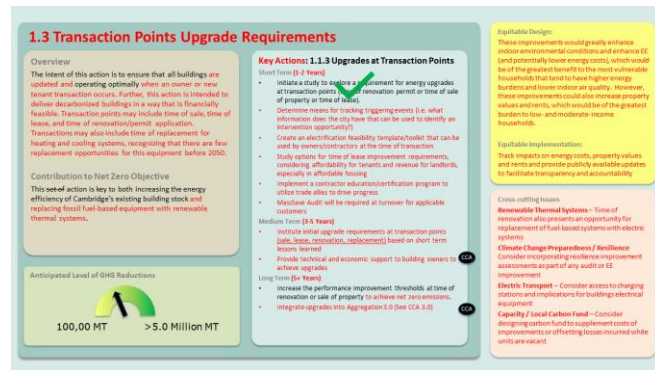 1.3 Transaction Points Upgrade Requirements
Overview
The intent of this action is to ensure that all buildings are
updated and operating optimally when an owner or new
tenant transaction occurs. Further, this action is intended to
deliver decarbonized buildings in a way that is financially
feasible. Transaction points may include time of sale, time of
lease, and time of renovation/permit application.
Transactions may also include time of replacement for
heating and cooling systems, recognizing that there are few
replacement opportunities for this equipment before 2050.
Contribution to Net Zero Objective
This set of action is key to both increasing the energy
efficiency of Cambridge's existing building stock and
replacing fossil fuel-based equipment with renewable
thermal systems.
Anticipated Level of GHG Reductions
100,00 MT >5.0 Million MT
Key Actions: 1.1.3 Upgrades at Transaction Points
Short Term (1-2 Years)
• Initiate a study to explore a requirement for energy upgrades
at transaction points (of renovation permit or time of sale
of property or time of lease).
• Determine means for tracking triggering events (i.e. what
information does the city have that can be used to identify an
intervention opportunity?)
• Create an electrification feasibility template/toolkit that can be
used by owners/contractors at the time of transaction
• Study options for time of lease improvement requirements,
considering affordability for tenants and revenue for landlords,
especially in affordable housing
• Implement a contractor education/certification program to
utilize trade allies to drive progress
• MassSave Audit will be required at turnover for applicable
customers
Medium Term (3-5 Years)
• Institute initial upgrade requirements at transaction points
(sale, lease, renovation, replacement) based on short term
lessons learned
• Provide technical and economic support to building owners to
achieve upgrades
CCA
Long Term (5+ Years)
• Increase the performance improvement thresholds at time of
renovation or sale of property to achieve net zero emissions.
• Integrate upgrades into Aggregation 3.0 (See CCA 3.0)
CCA
Equitable Design:
These improvements would greatly enhance
indoor environmental conditions and enhance EE
(and potentially lower energy costs), which would
be of the greatest benefit to the most vulnerable
households that tend to have higher energy
burdens and lower indoor air quality. However,
these improvements could also increase property
values and rents, which would be of the greatest
burden to low- and moderate-income
households.
Equitable Implementation:
Track impacts on energy costs, property values
and rents and provide publicly available updates
to facilitate transparency and accountability
Cross-cutting Issues
Renewable Thermal Systems – Time of
renovation also presents an opportunity for
replacement of fuel-based systems with electric
systems
Climate Change Preparedness / Resilience
Consider incorporating resilience improvement
assessments as part of any audit or EE
improvement
Electric Transport – Consider access to charging
stations and implications for buildings electrical
equipment
Capacity / Local Carbon Fund – Consider
designing carbon fund to supplement costs of
improvements or offsetting losses incurred while
units are vacant